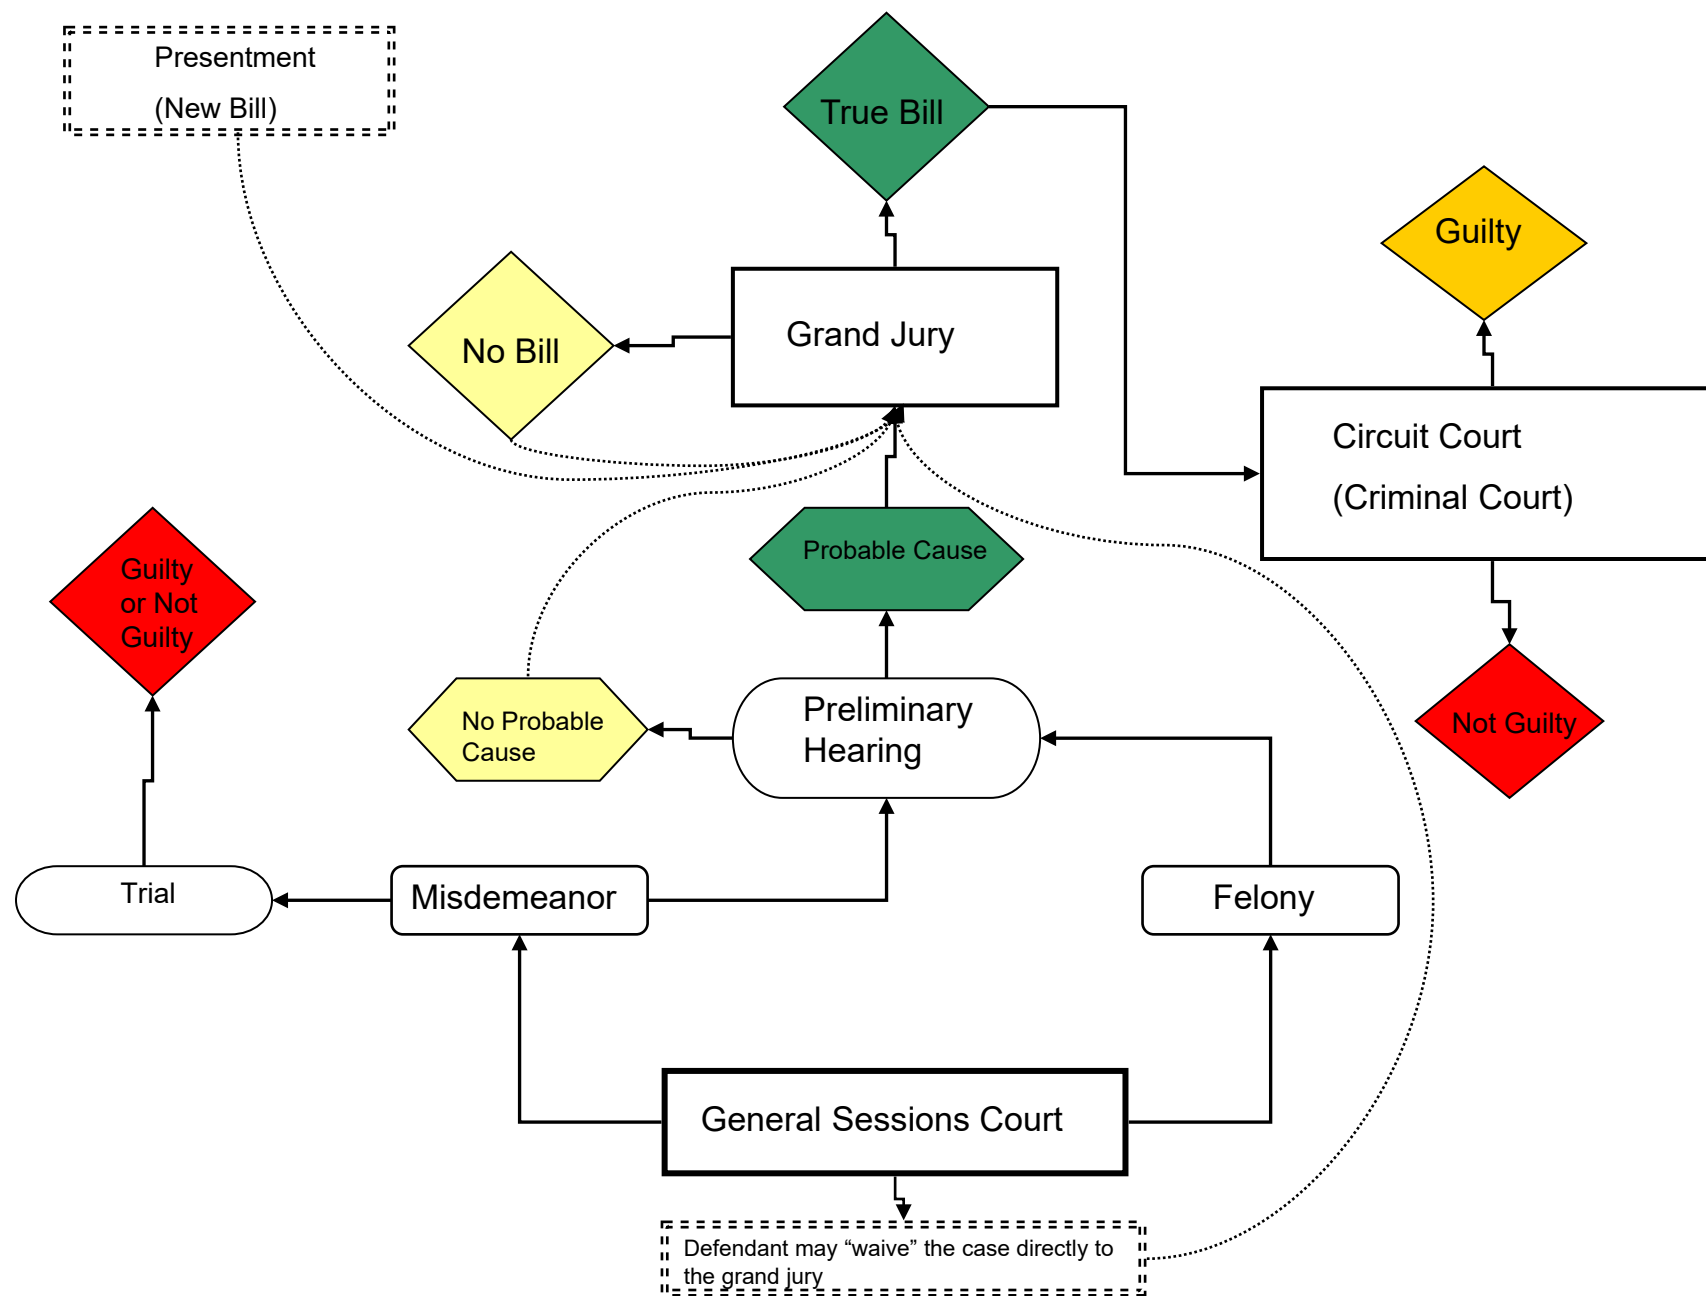 Presentment
(New Bill)
True Bill
Guilty
No Bill
Grand Jury
Circuit Court
(Criminal Court)
Guilty
or Not
Guilty
Probable Cause
No Probable
Cause
Preliminary
Hearing
Not Guilty
Trial
Misdemeanor
Felony
General Sessions Court
Defendant may “waive” the case directly to
the grand jury